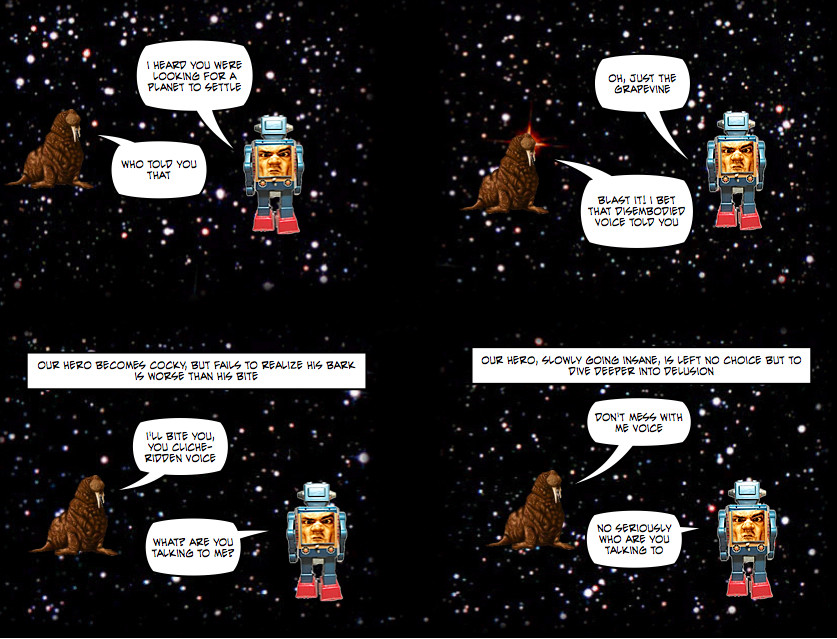 I HEARD YOU WERE
LOOKING FOR A
PLANET TO SETTLE
WHO TOLD YOU
THAT
OH, JUST THE
GRAPEVINE
BLAST IT! I BET
THAT DISEMBODIED
VOICE TOLD YOU
OUR HERO BECOMES COCKY, BUT FAILS TO REALIZE HIS BARK
IS WORSE THAN HIS BITE
I'LL BITE YOU,
YOU CLICHE-
RIDDEN VOICE
WHAT? ARE YOU
TALKING TO ME?
OUR HERO, SLOWLY GOING INSANE, IS LEFT NO CHOICE BUT TO
DIVE DEEPER INTO DELUSION
DON'T MESS WITH
ME VOICE
NO SERIOUSLY
WHO ARE YOU
TALKING TO